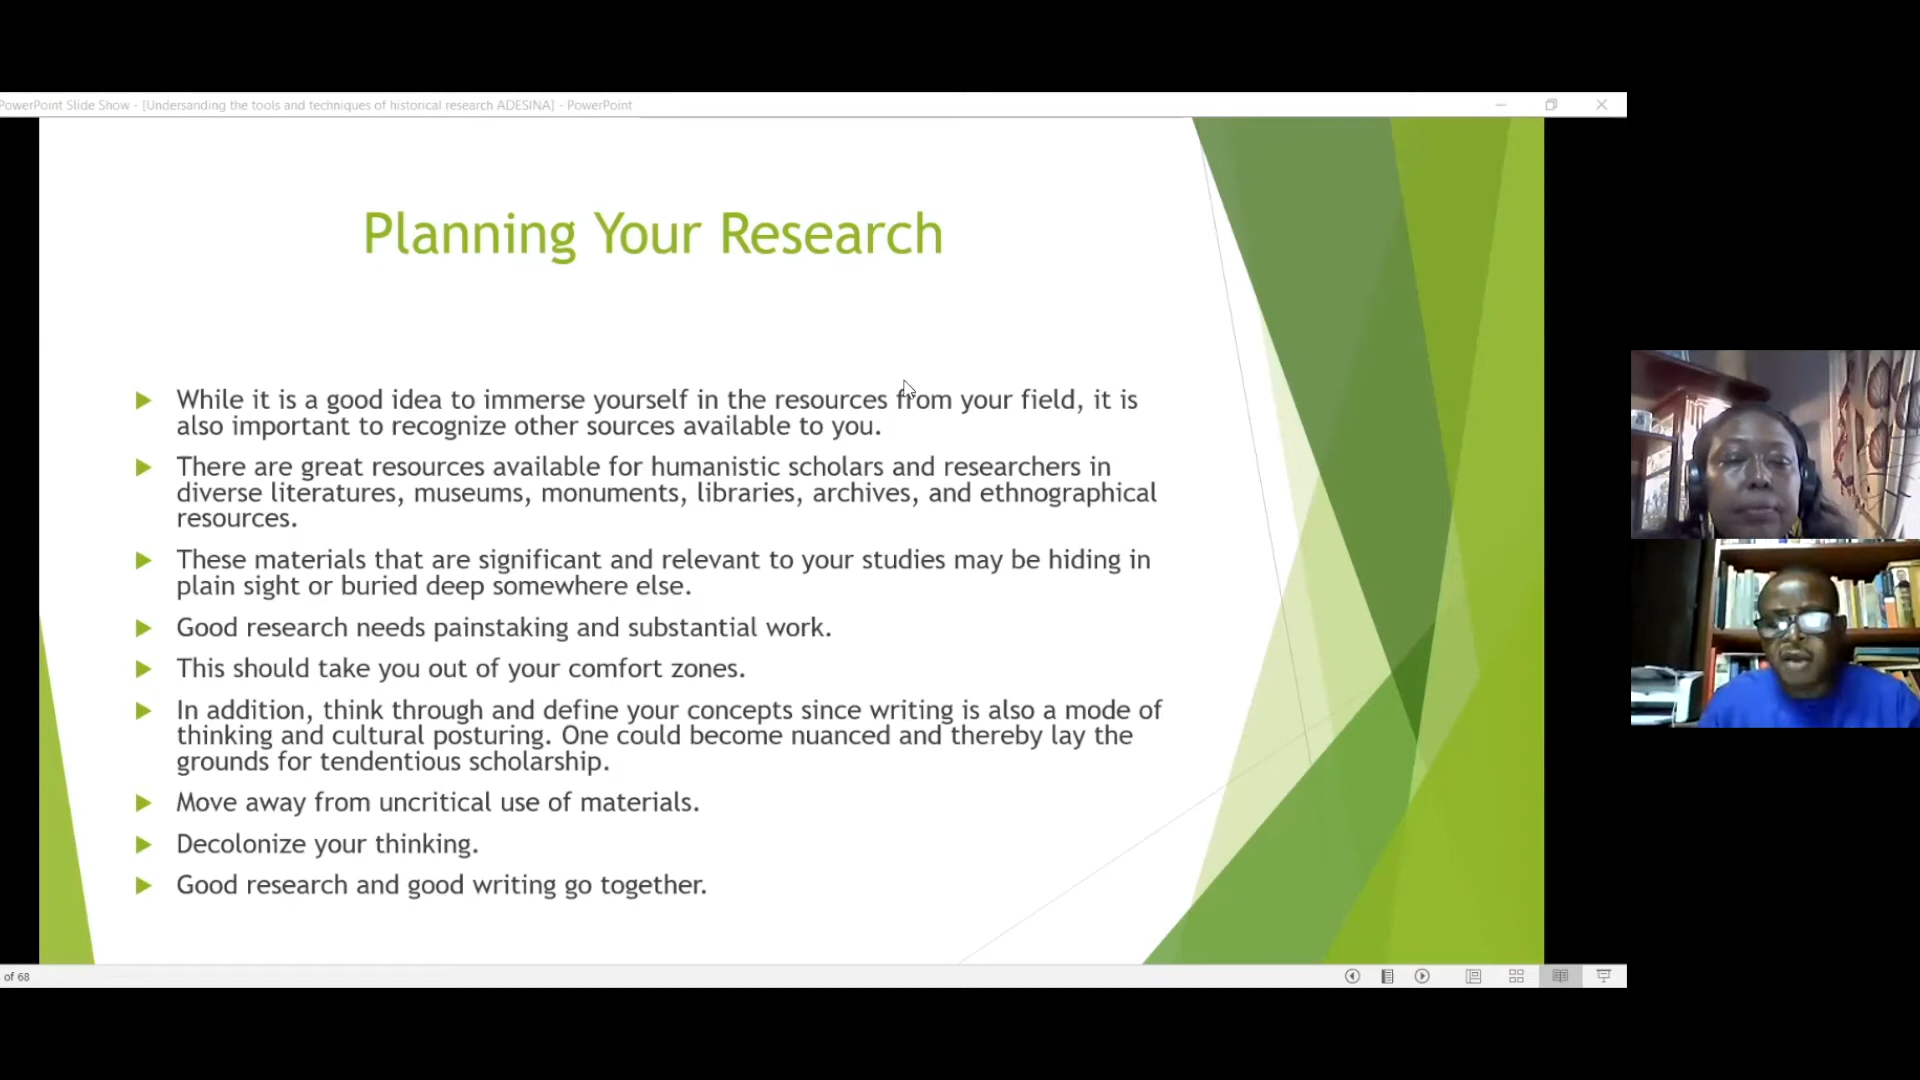 PowerPoint Slide Show - [Undersanding the tools and techniques of historical research ADESINA] - PowerPoint
Planning Your Research
While it is a good idea to immerse yourself in the resources from your field, it is
also important to recognize other sources available to you.
There are great resources available for humanistic scholars and researchers in
diverse literatures, museums, monuments, libraries, archives, and ethnographical
resources.
These materials that are significant and relevant to your studies may be hiding in
plain sight or buried deep somewhere else.
Good research needs painstaking and substantial work.
This should take you out of your comfort zones.
In addition, think through and define your concepts since writing is also a mode of
thinking and cultural posturing. One could become nuanced and thereby lay the
grounds for tendentious scholarship.
Move away from uncritical use of materials.
Decolonize your thinking.
Good research and good writing go together.
of 68